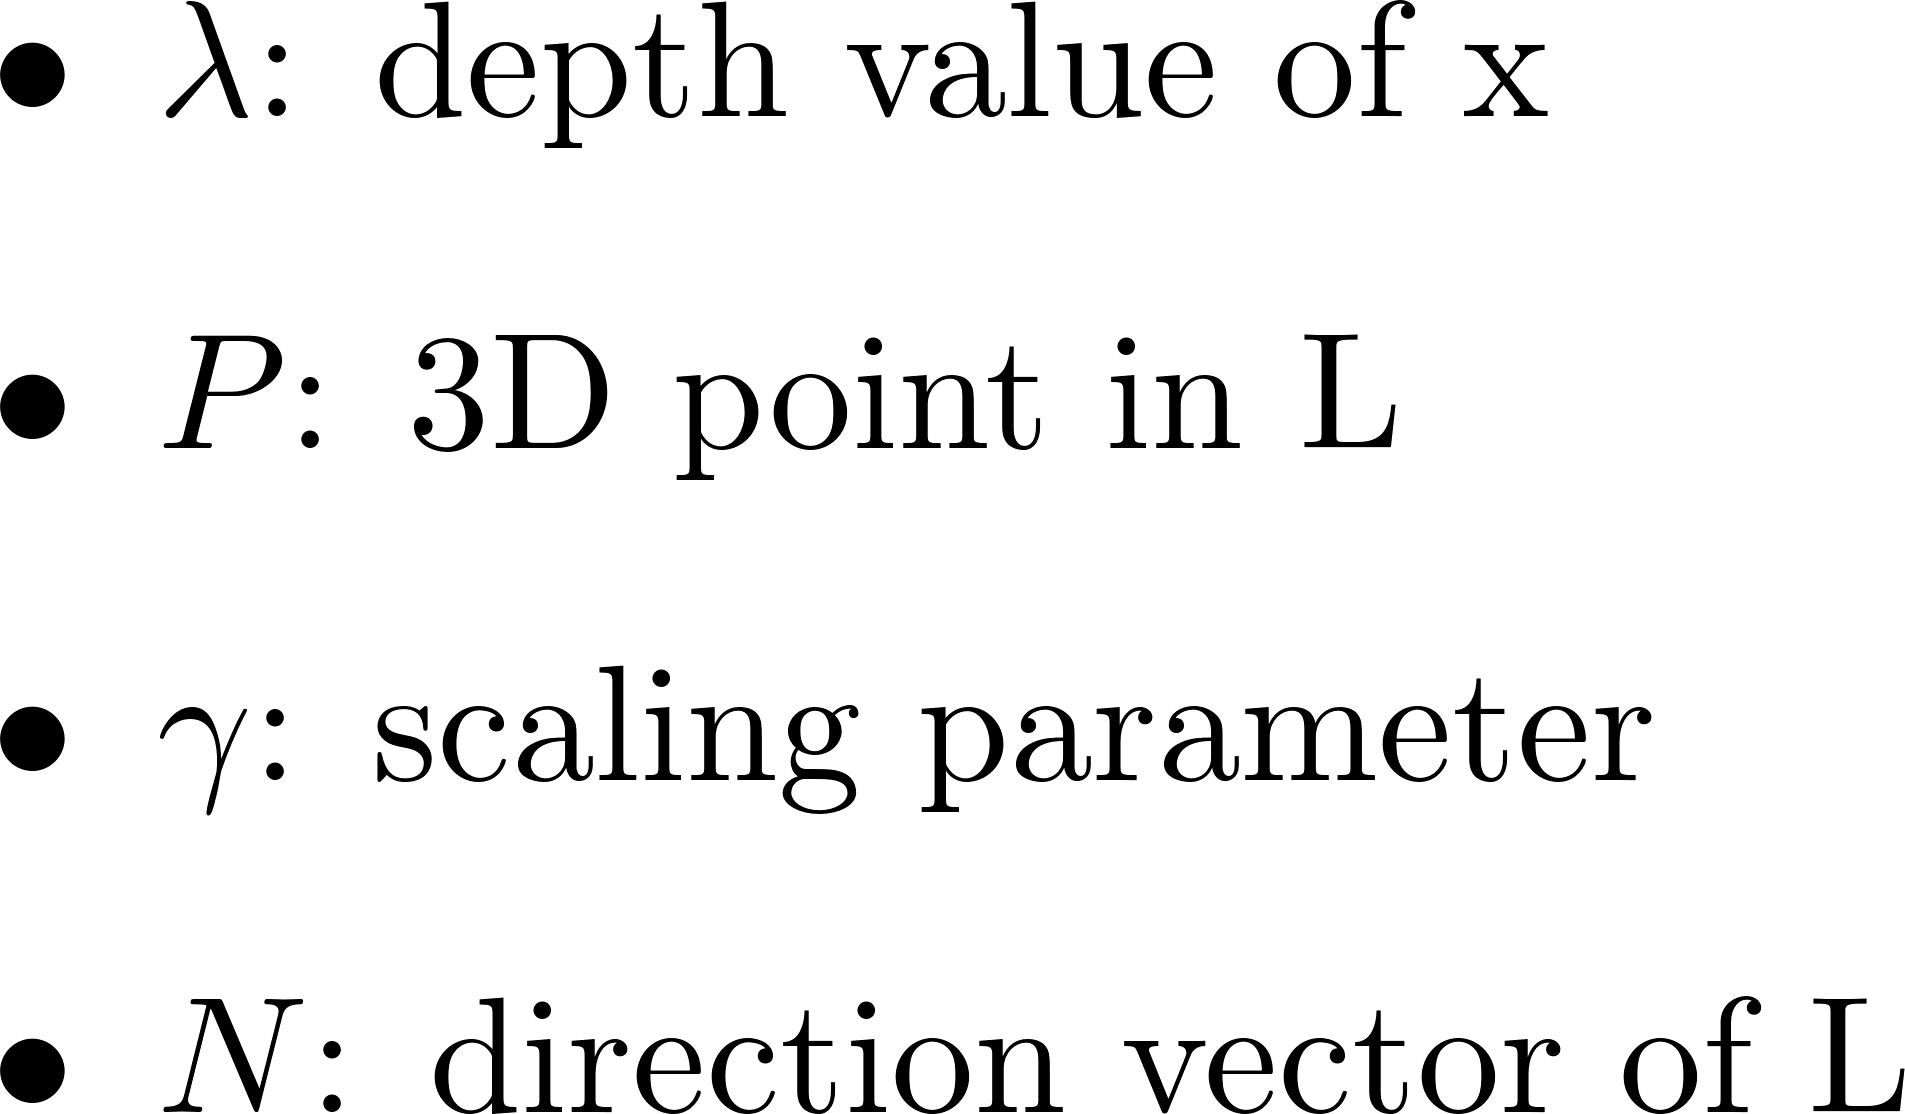 • λ: depth value of x
• P: 3D point in L
• γ: scaling parameter
• N: direction vector of L